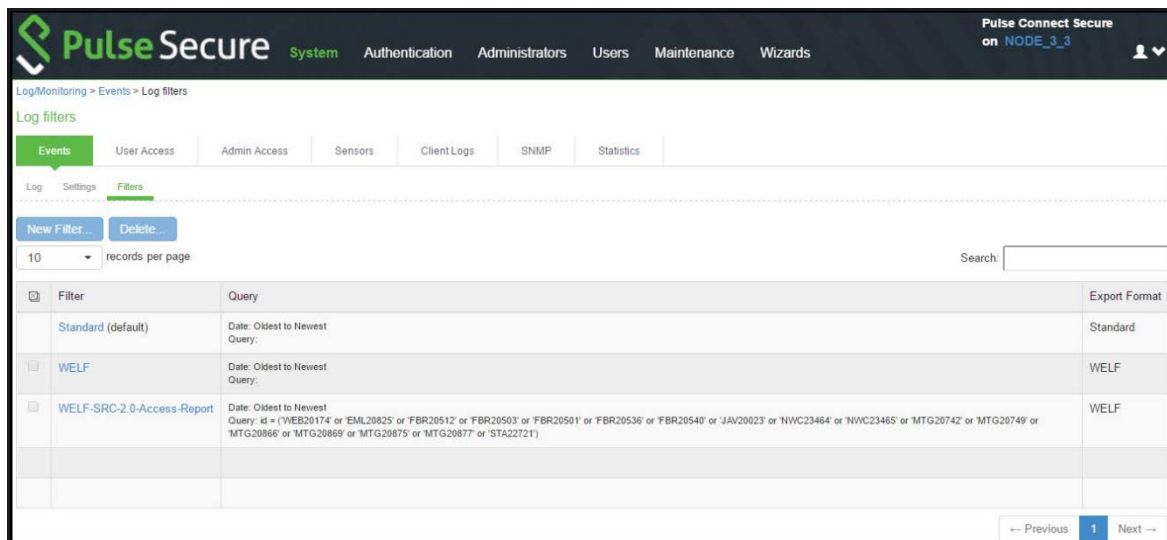 Pulse Secure
System Authentication Administrators Users Maintenance Wizards
Pulse Connect Secure
on NODE_3_3
Log/Monitoring > Events > Log filters
Log filters
Events User Access Admin Access Sensors Client Logs SNMP Statistics
Log Settings Filters
New Filter... Delete...
10 records per page
Search:
Filter Query Export Format
Standard (default) Date: Oldest to Newest Standard
Query:
WELF Date: Oldest to Newest WELF
Query:
WELF-SRC-2.0-Access-Report Date: Oldest to Newest WELF
Query: id = ('WEB20174' or 'EML20825' or 'FBR20512' or 'FBR20503' or 'FBR20501' or 'FBR20536' or 'FBR20540' or 'JAV20023' or 'NWC23464' or 'NWC23465' or 'MTG20742' or 'MTG20749' or
'MTG20866' or 'MTG20869' or 'MTG20875' or 'MTG20877' or 'STA22721')
← Previous 1 Next →